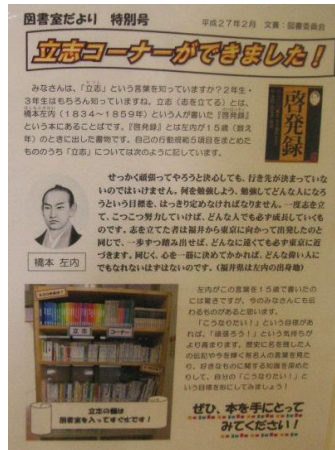 図書室だより 特別号
平成27年2月 文責：図書委員会
立志コーナーができました！
みなさんは、「立志」という言葉を知っていますか？2年生・
3年生はもちろん知っていますね。立志（志を立てる）とは、
橋本左内（1834～1859年）という人が書いた『啓発録』
という本にあることばです。『啓発録』とは左内が15歳（数え
年）のときに出した書物です。自己の行動規範5項目をまとめた
もののうち「立志」については次のように記しています。
啓発録
せっかく頑張ってやろうと決心しても、行き先が決まっていな
いのではいけません。何を勉強しよう、勉強してどんな人になろ
うという目標を、はっきり定めなければなりません。一度志を立
て、こつこつ努力していけば、どんな人でも必ず成長していくも
のです。志を立てた者は福井から東京に向かって出発したのと
同じで、一歩ずつ踏み出せば、どんなに遠くても必ず東京に近
づきます。同じく、心を一筋に決めてかかれば、どんな偉い人に
でもなれないはずはないのです。（福井県は左内の出身地）
橋本 左内
左内がこの言葉を15歳で書いたの
には驚きですが、今のみなさんにも伝
わるものがあると思います。
「こうなりたい！」という目標があ
れば、「頑張ろう！」という気持ちが
より高まります。歴史に名を残した人
の伝記や今を輝く有名人の言葉を見た
り、好きなものに関する知識を深めた
りして、自分の「こうなりたい！」と
いう目標を形にしてみましょう！
立志
コーナー
立志の棚は
図書室を入ってすぐ左です！
ぜひ、本を手にとって
みてください！